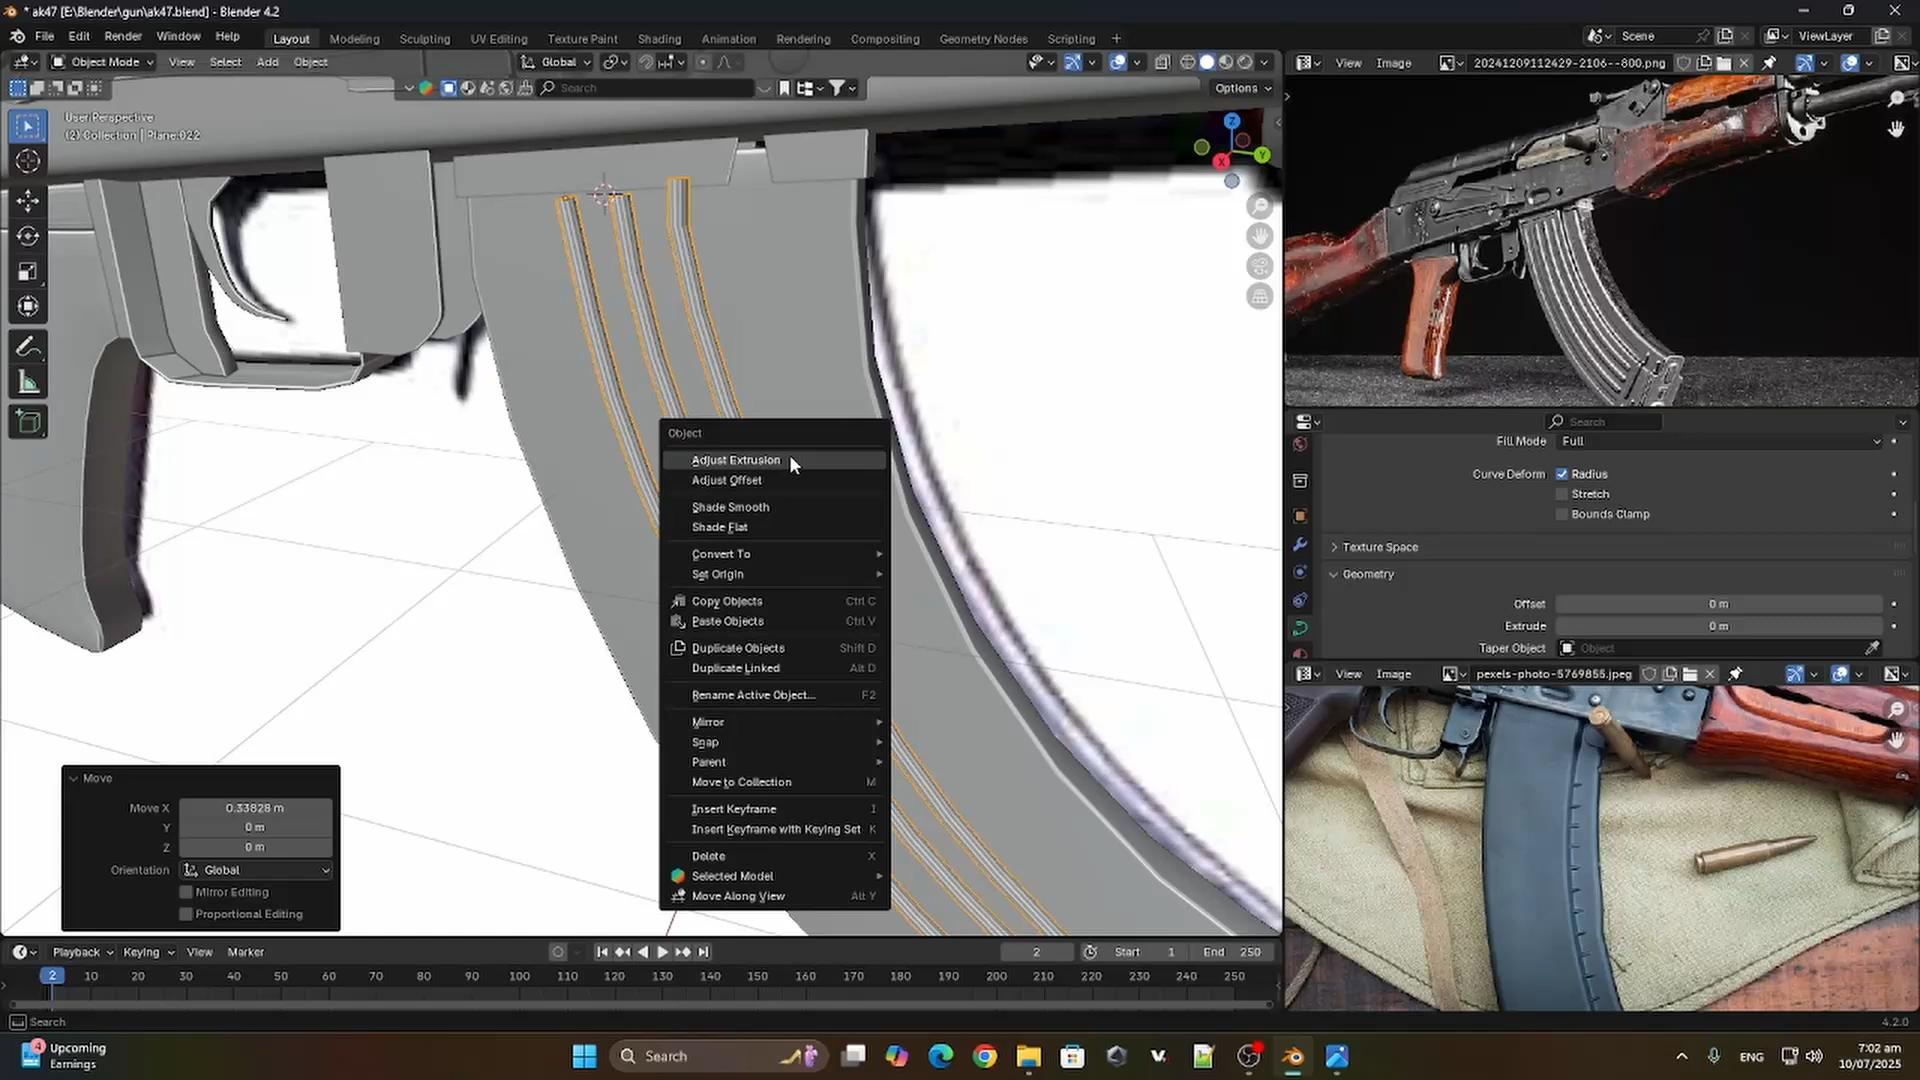 * ak47 [E:\Blender\gun\ak47.blend] - Blender 4.2
File Edit Render Window Help
Layout Modeling Sculpting UV Editing Texture Paint Shading Animation Rendering Compositing Geometry Nodes Scripting +
Scene
ViewLayer
Object Mode View Select Add Object
Global
View Image 20241209112429-2106--800.png
Search
Options
User Perspective
(2) Collection | Plane.022
Z
Y
X
Object
Adjust Extrusion
Adjust Offset
Shade Smooth
Shade Flat
Convert To
Set Origin
Copy Objects Ctrl C
Paste Objects Ctrl V
Duplicate Objects Shift D
Duplicate Linked Alt D
Rename Active Object... F2
Mirror
Snap
Parent
Move to Collection M
Insert Keyframe I
Insert Keyframe with Keying Set K
Delete X
Selected Model
Move Along View Alt Y
Move
Move X 0.33828 m
Y 0 m
Z 0 m
Orientation Global
Mirror Editing
Proportional Editing
Search
Fill Mode Full
Curve Deform Radius
Stretch
Bounds Clamp
Texture Space
Geometry
Offset 0 m
Extrude 0 m
Taper Object Object
View Image pexels-photo-5769855.jpeg
Playback Keying View Marker
2 Start 1 End 250
2 10 20 30 40 50 60 70 80 90 100 110 120 130 140 150 160 170 180 190 200 210 220 230 240 250
Search
4.2.0
4
Upcoming
Earnings
Search
ENG
7:02 am
10/07/2025